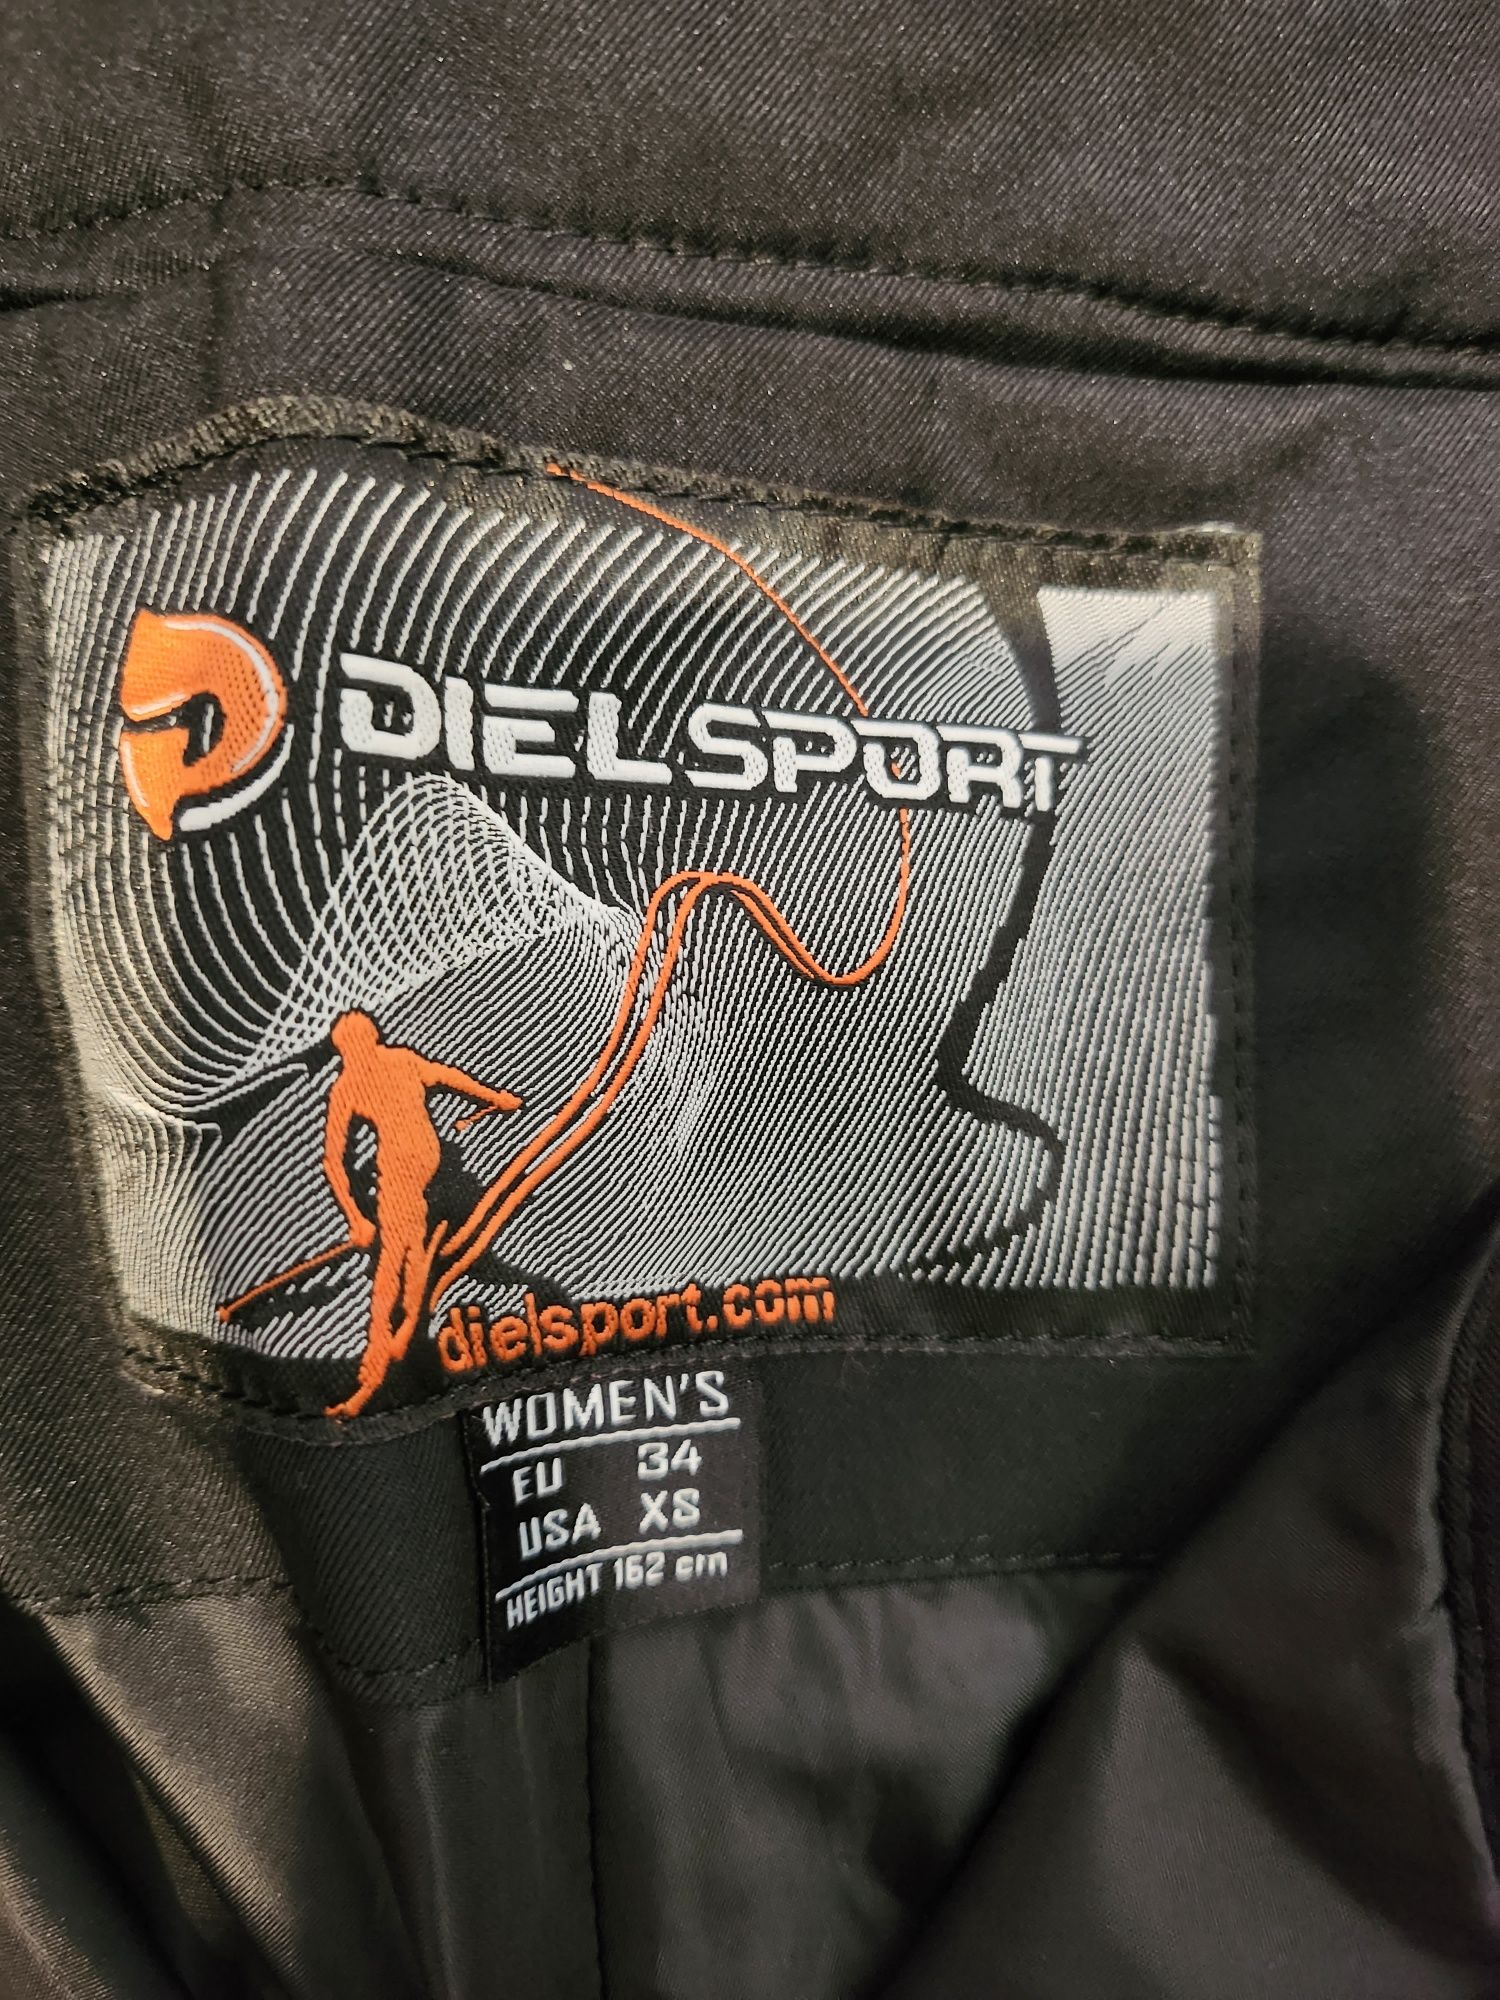 DIELSPORT
dielsport.com
WOMEN'S
EU 34
USA XS
HEIGHT 162 cm